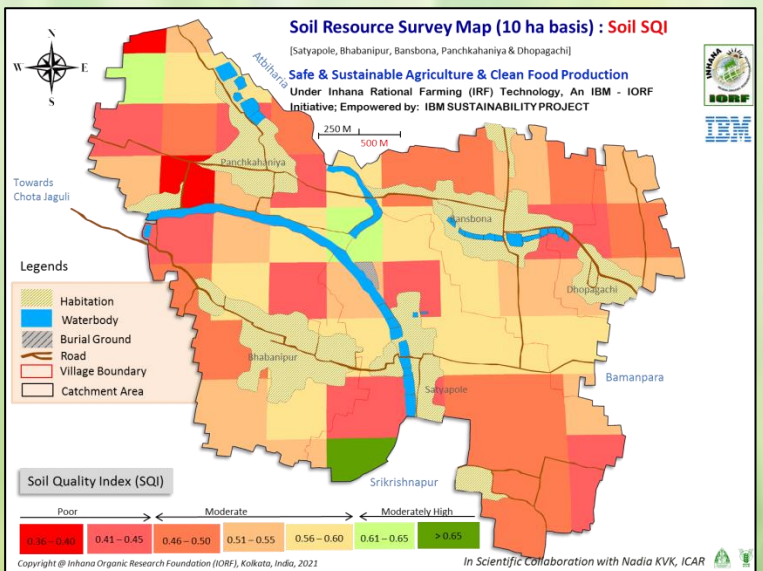 Soil Resource Survey Map (10 ha basis) : Soil SQI
[Satyapole, Bhabanipur, Bansbona, Panchkahaniya & Dhopagachi]
Safe & Sustainable Agriculture & Clean Food Production
Under Inhana Rational Farming (IRF) Technology, An IBM - IORF
Initiative; Empowered by: IBM SUSTAINABILITY PROJECT
N
W
E
S
INHANA
IORF
IBM
250 M
500 M
Atbiharia
Panchkahaniya
Towards
Chota Jaguli
Bansbona
Dhopagachi
Bhabanipur
Satyapole
Bamanpara
Srikrishnapur
Legends
Habitation
Waterbody
Burial Ground
Road
Village Boundary
Catchment Area
Soil Quality Index (SQI)
Poor
Moderate
Moderately High
0.36 – 0.40
0.41 – 0.45
0.46 – 0.50
0.51 – 0.55
0.56 – 0.60
0.61 – 0.65
> 0.65
Copyright @ Inhana Organic Research Foundation (IORF), Kolkata, India, 2021
In Scientific Collaboration with Nadia KVK, ICAR